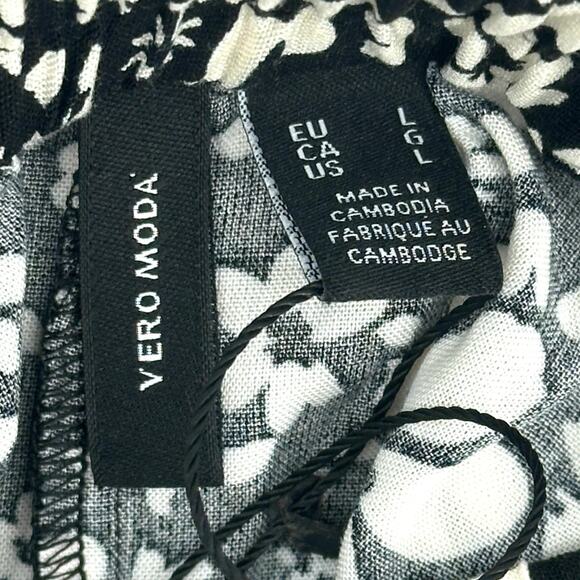 VERO MODA
EU L
CA G
US L
MADE IN
CAMBODIA
FABRIQUE AU
CAMBODGE